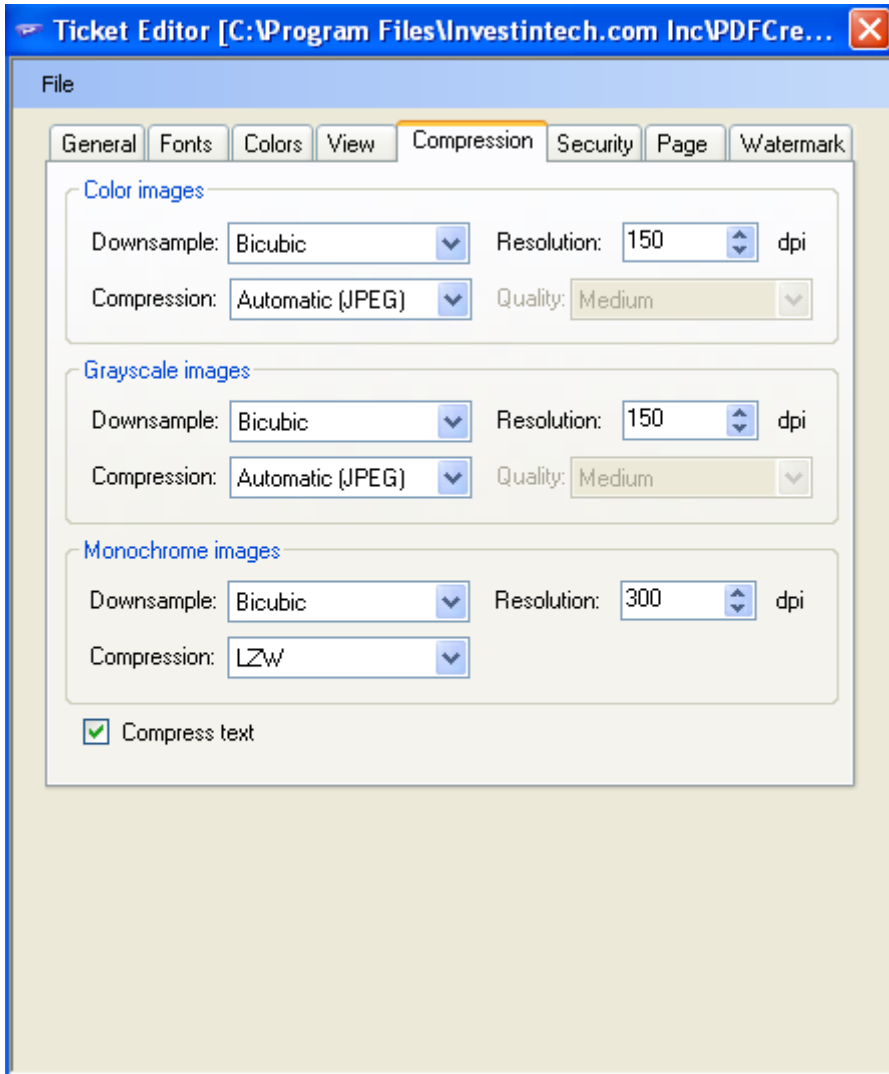 Ticket Editor [C:\Program Files\Investintech.com Inc\PDFCre...
File
General Fonts Colors View Compression Security Page Watermark
Color images
Downsample: Bicubic Resolution: 150 dpi
Compression: Automatic (JPEG) Quality: Medium
Grayscale images
Downsample: Bicubic Resolution: 150 dpi
Compression: Automatic (JPEG) Quality: Medium
Monochrome images
Downsample: Bicubic Resolution: 300 dpi
Compression: LZW
Compress text